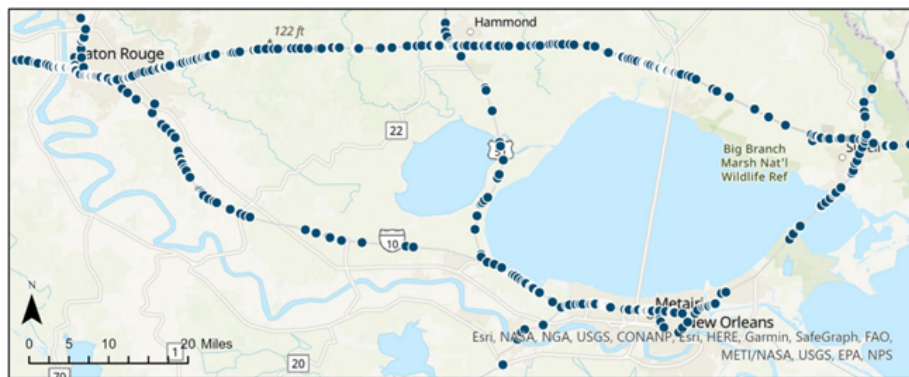 Hammond
122 ft
aton Rouge
22
51
Big Branch
Marsh Nat'l
Wildlife Ref
10
N
Metair
New Orleans
0 5 10 20 Miles
1
20
70
Esri, NASA, NGA, USGS, CONANP, Esri, HERE, Garmin, SafeGraph, FAO,
METI/NASA, USGS, EPA, NPS